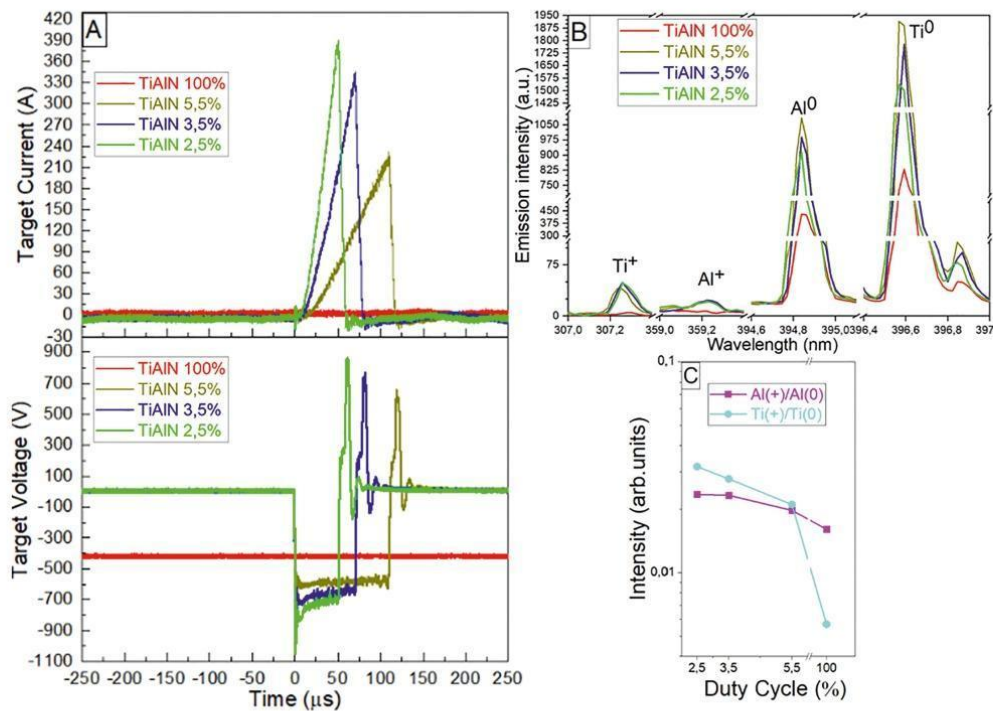 A
390
360
330
300
270
240
210
180
150
120
90
60
30
0
-30
Target Current (A)
TiAlN 100%
TiAlN 5,5%
TiAlN 3,5%
TiAlN 2,5%
900
700
500
300
100
-100
-300
-500
-700
-900
-1100
Target Voltage (V)
TiAlN 100%
TiAlN 5,5%
TiAlN 3,5%
TiAlN 2,5%
-250 -200 -150 -100 -50 0 50 100 150 200 250
Time (µs)
B
1950
1875
1800
1725
1650
1575
1500
1425
1050
975
900
825
750
450
375
300
75
0
Emission intensity (a.u.)
TiAlN 100%
TiAlN 5,5%
TiAlN 3,5%
TiAlN 2,5%
Ti⁰
Al⁰
Ti⁺
Al⁺
307,0 307,2 359,0 359,2 394,6 394,8 395,0 396,4 396,6 396,8 397
Wavelength (nm)
C
0,1
0,01
Intensity (arb.units)
Al(+)/Al(0)
Ti(+)/Ti(0)
2,5 3,5 5,5 100
Duty Cycle (%)